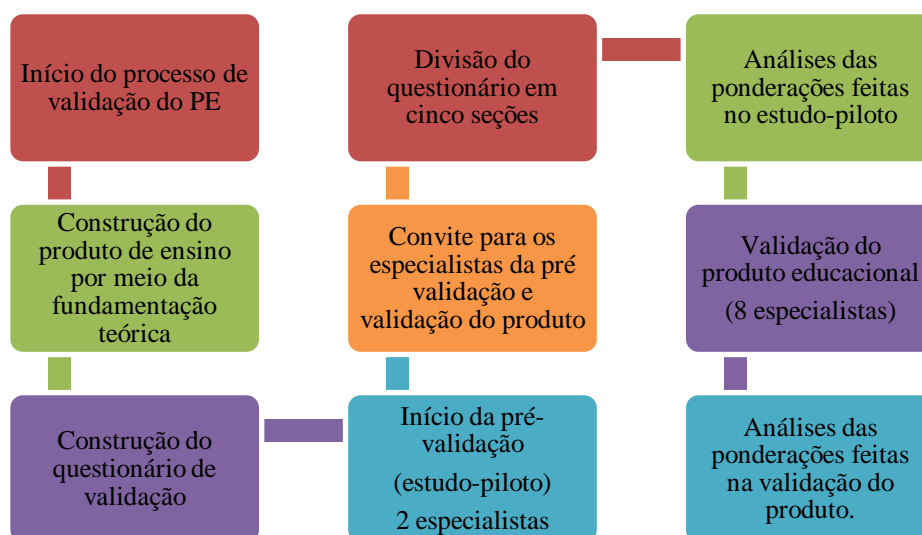 Início do processo de
validação do PE
Construção do
produto de ensino
por meio da
fundamentação
teórica
Construção do
questionário de
validação
Início da pré-
validação
(estudo-piloto)
2 especialistas
Convite para os
especialistas da pré
validação e
validação do produto
Divisão do
questionário em
cinco seções
Análises das
ponderações feitas
no estudo-piloto
Validação do
produto educacional
(8 especialistas)
Análises das
ponderações feitas
na validação do
produto.